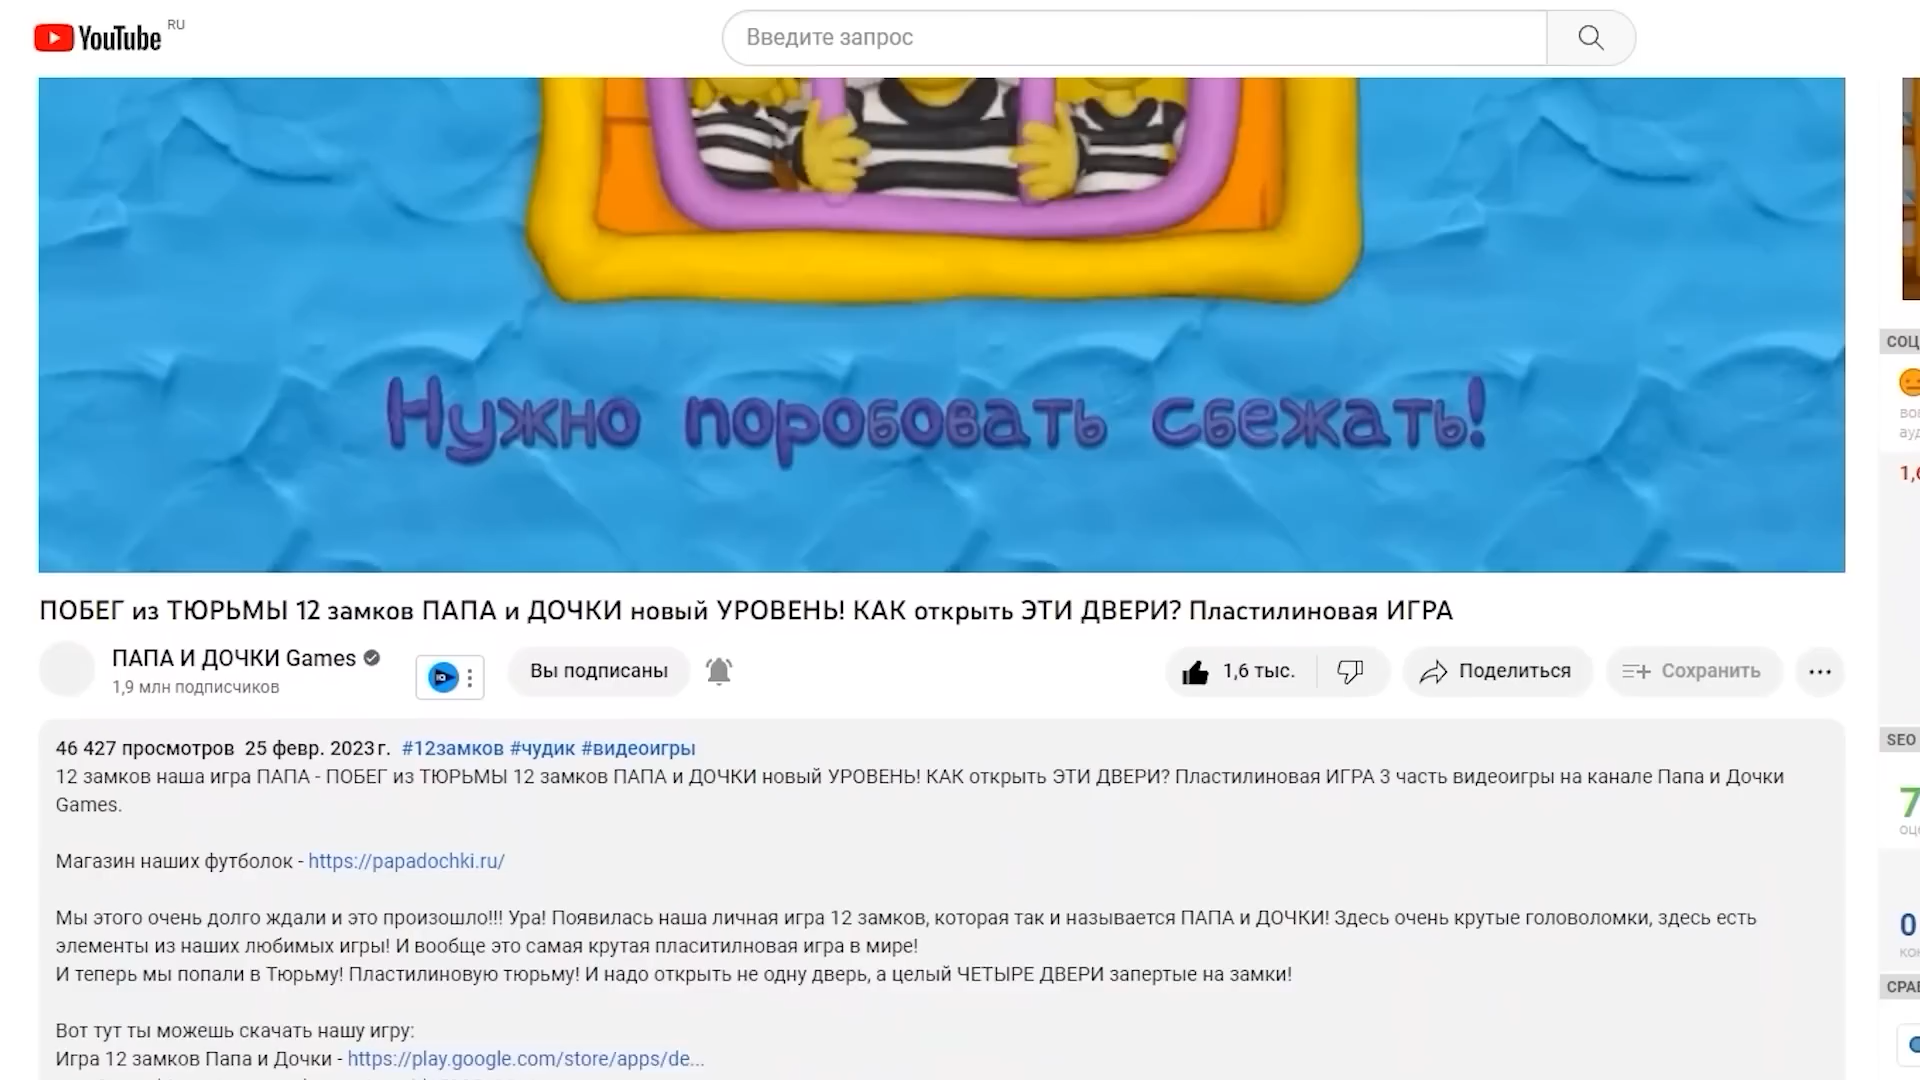 YouTube RU
Введите запрос
Нужно поробовать сбежать!
ПОБЕГ из ТЮРЬМЫ 12 замков ПАПА и ДОЧКИ новый УРОВЕНЬ! КАК открыть ЭТИ ДВЕРИ? Пластилиновая ИГРА
ПАПА И ДОЧКИ Games
1,9 млн подписчиков
Вы подписаны
1,6 тыс.
Поделиться
Сохранить
46 427 просмотров 25 февр. 2023 г. #12замков #чудик #видеоигры
12 замков наша игра ПАПА - ПОБЕГ из ТЮРЬМЫ 12 замков ПАПА и ДОЧКИ новый УРОВЕНЬ! КАК открыть ЭТИ ДВЕРИ? Пластилиновая ИГРА 3 часть видеоигры на канале Папа и Дочки
Games.
Магазин наших футболок - https://papadochki.ru/
Мы этого очень долго ждали и это произошло!!! Ура! Появилась наша личная игра 12 замков, которая так и называется ПАПА и ДОЧКИ! Здесь очень крутые головоломки, здесь есть
элементы из наших любимых игры! И вообще это самая крутая пласитилновая игра в мире!
И теперь мы попали в Тюрьму! Пластилиновую тюрьму! И надо открыть не одну дверь, а целый ЧЕТЫРЕ ДВЕРИ запертые на замки!
Вот тут ты можешь скачать нашу игру:
Игра 12 замков Папа и Дочки - https://play.google.com/store/apps/de...
СОЦ
SEO
7
0